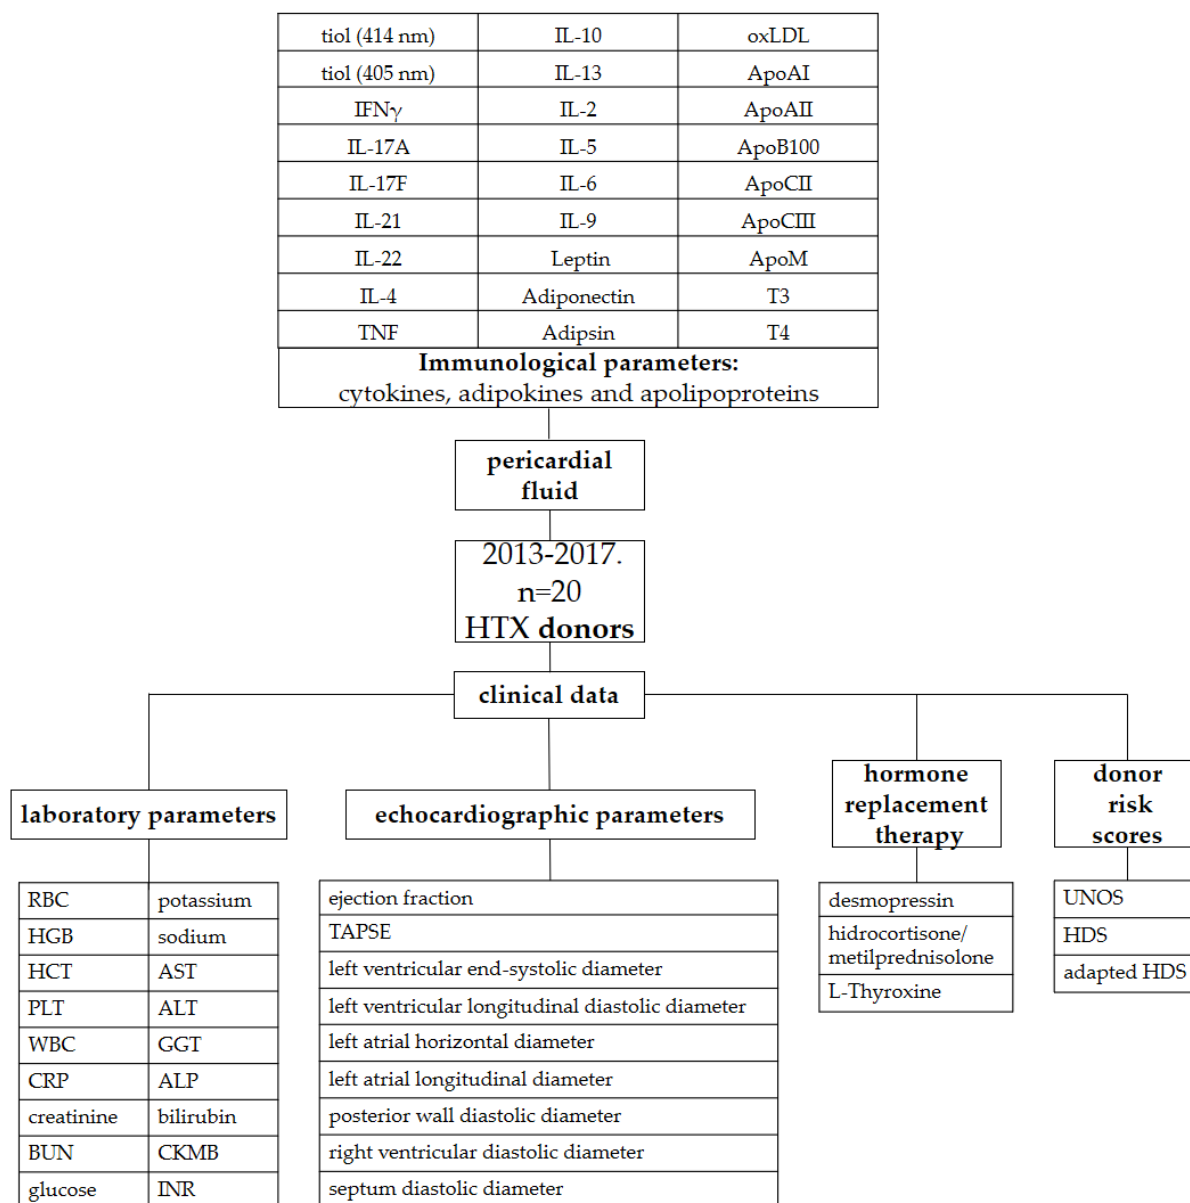 tiol (414 nm) IL-10 oxLDL
tiol (405 nm) IL-13 ApoAI
IFNγ IL-2 ApoAII
IL-17A IL-5 ApoB100
IL-17F IL-6 ApoCII
IL-21 IL-9 ApoCIII
IL-22 Leptin ApoM
IL-4 Adiponectin T3
TNF Adipsin T4
Immunological parameters:
cytokines, adipokines and apolipoproteins
pericardial
fluid
2013-2017.
n=20
HTX donors
clinical data
laboratory parameters
echocardiographic parameters
hormone
replacement
therapy
donor
risk
scores
RBC potassium
HGB sodium
HCT AST
PLT ALT
WBC GGT
CRP ALP
creatinine bilirubin
BUN CKMB
glucose INR
ejection fraction
TAPSE
left ventricular end-systolic diameter
left ventricular longitudinal diastolic diameter
left atrial horizontal diameter
left atrial longitudinal diameter
posterior wall diastolic diameter
right ventricular diastolic diameter
septum diastolic diameter
desmopressin
hidrocortisone/
metilprednisolone
L-Thyroxine
UNOS
HDS
adapted HDS